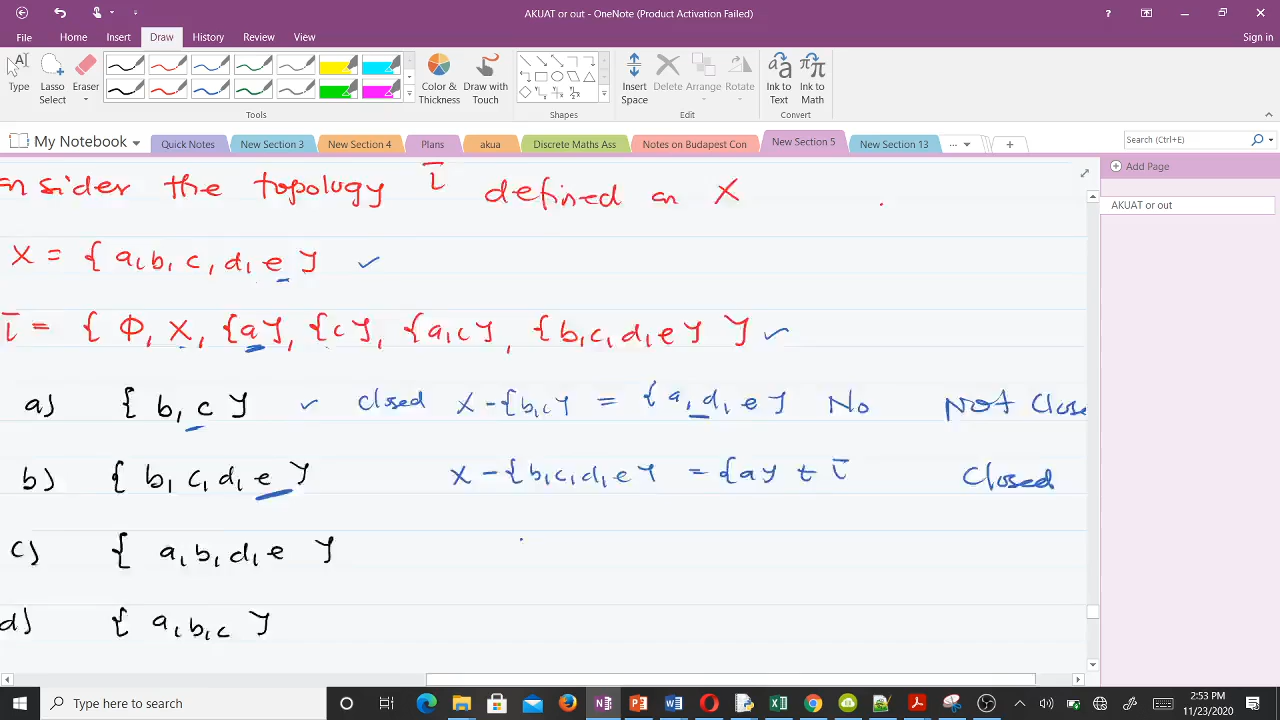 AKUAT or out - OneNote (Product Activation Failed)
File Home Insert Draw History Review View
Sign in
Type Lasso Select Eraser Color & Thickness Draw with Touch Insert Space Delete Arrange Rotate Ink to Text Ink to Math
Tools Shapes Edit Convert
My Notebook Quick Notes New Section 3 New Section 4 Plans akua Discrete Maths Ass Notes on Budapest Con New Section 5 New Section 13 ... Search (Ctrl+E)
Add Page
AKUAT or out
nsider the topology τ defined on X
X = { a, b, c, d, e } ✓
τ = { Φ, X, {a}, {c}, {a, c}, {b, c, d, e} } ✓
a) { b, c } ✓ closed X - {b, c} = {a, d, e} No Not Close
b) { b, c, d, e } X - {b, c, d, e} = {a} ∈ τ Closed
c) { a, b, d, e }
d) { a, b, c }
Type here to search
2:53 PM
11/23/2020